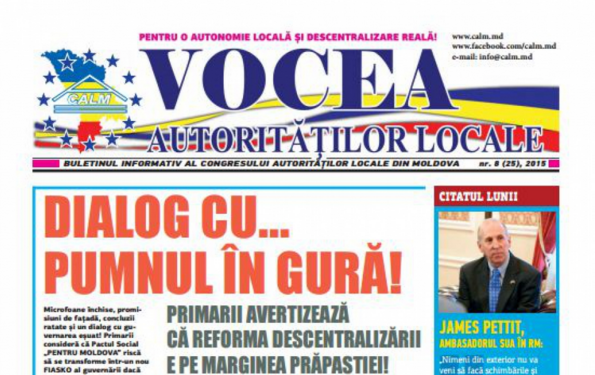 PENTRU O AUTONOMIE LOCALĂ ȘI DESCENTRALIZARE REALĂ!
www.calm.md
www.facebook.com/calm.md
e-mail: info@calm.md
CALM
VOCEA
AUTORITĂȚILOR LOCALE
BULETINUL INFORMATIV AL CONGRESULUI AUTORITĂȚILOR LOCALE DIN MOLDOVA
nr. 8 (25), 2015
DIALOG CU...
PUMNUL ÎN GURĂ!
Microfoane închise, promi-
siuni de fațadă, concluzii
ratate și un dialog cu gu-
vernarea eșuat! Primarii
consideră că Pactul Social
„PENTRU MOLDOVA” riscă
să se transforme într-un nou
FIASKO al guvernării dacă
PRIMARII AVERTIZEAZĂ
CĂ REFORMA DESCENTRALIZĂRII
E PE MARGINEA PRĂPASTIEI!
CITATUL LUNII
JAMES PETTIT,
AMBASADORUL SUA ÎN RM:
„Nimeni din exterior nu va
veni să facă schimbările și